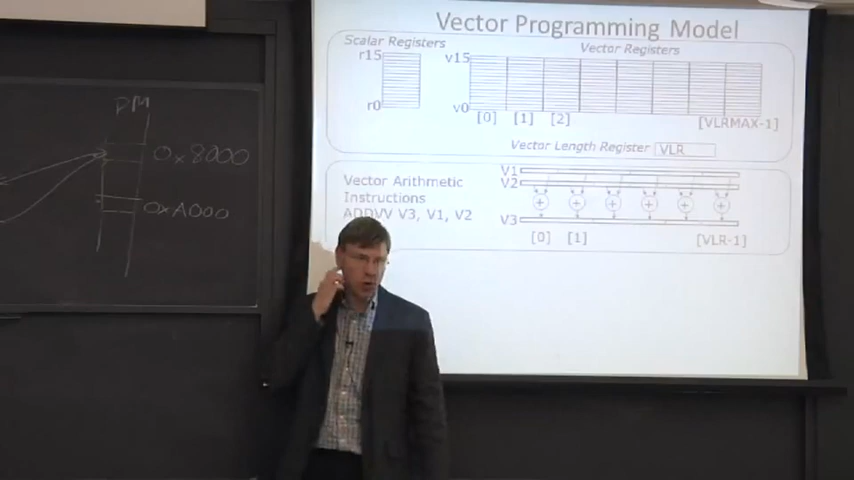 PM
0x8000
0xA000
Vector Programming Model
Scalar Registers
Vector Registers
r15
v15
r0
v0
[0] [1] [2] [VLRMAX-1]
Vector Length Register VLR
Vector Arithmetic
Instructions
ADDVV V3, V1, V2
V1
V2
+ + + + + +
V3
[0] [1] [VLR-1]